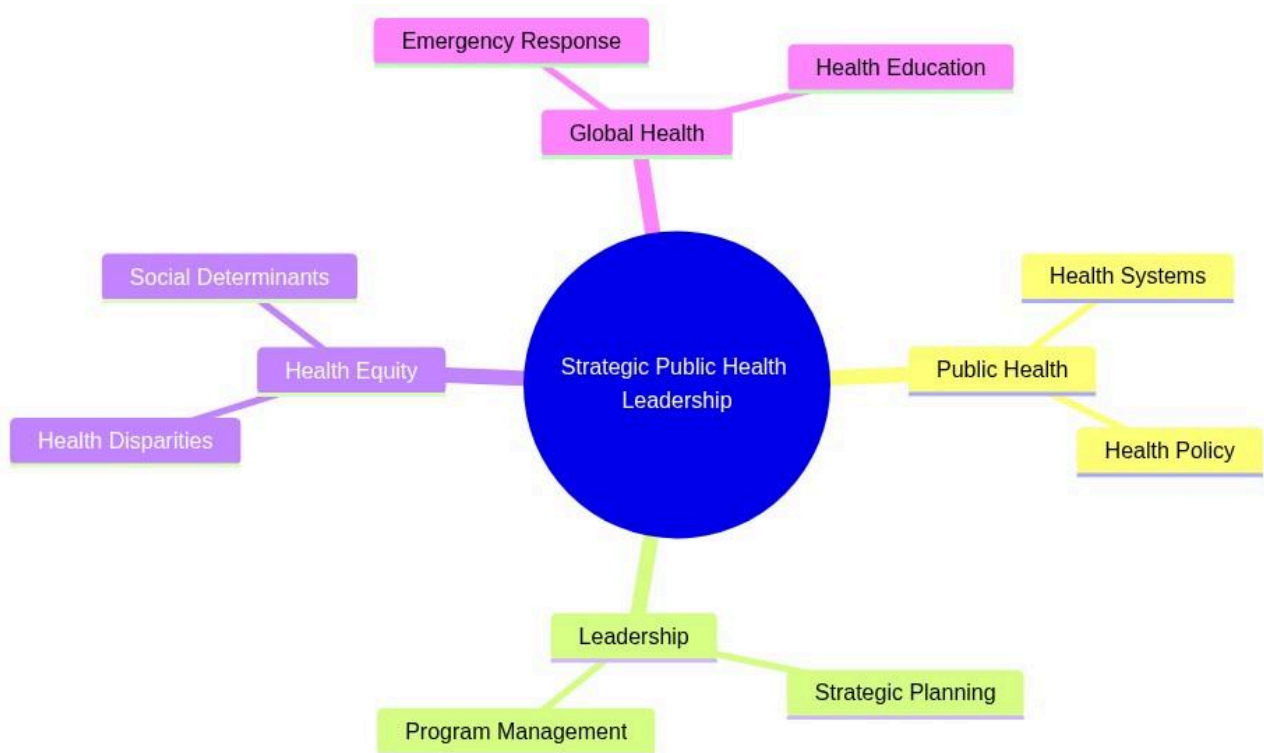 Emergency Response
Health Education
Global Health
Social Determinants
Health Systems
Health Equity
Strategic Public Health
Leadership
Public Health
Health Disparities
Health Policy
Leadership
Strategic Planning
Program Management